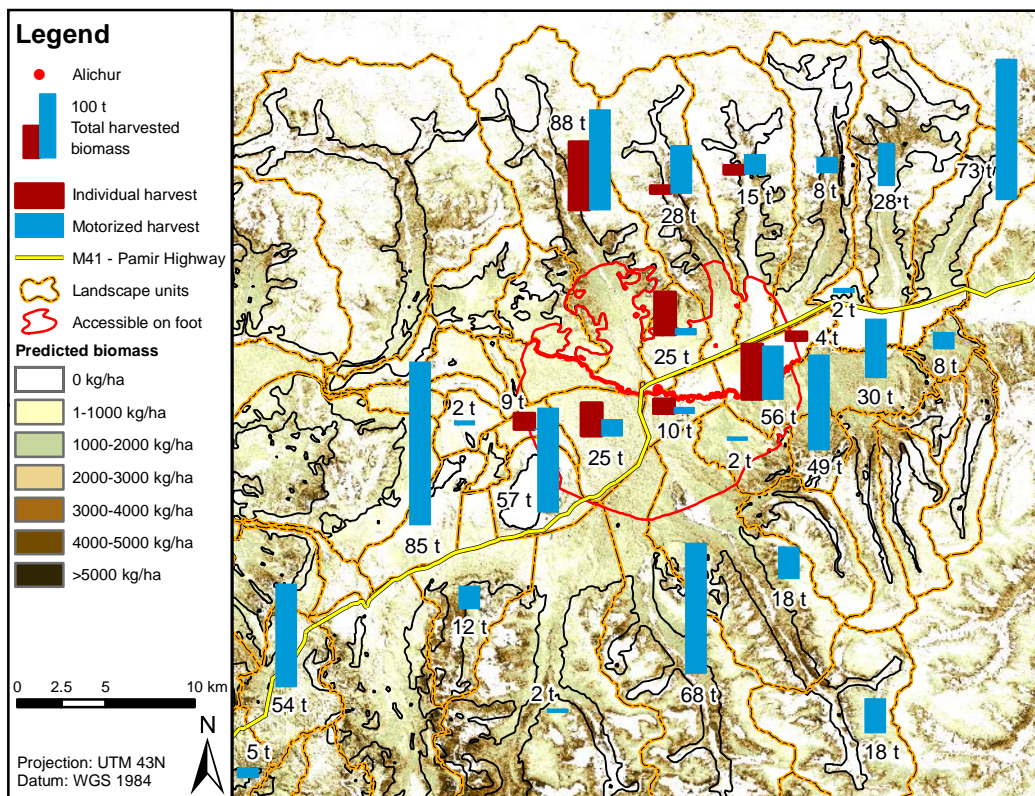 Legend
Alichur
100 t
Total harvested
biomass
Individual harvest
Motorized harvest
M41 - Pamir Highway
Landscape units
Accessible on foot
Predicted biomass
0 kg/ha
1-1000 kg/ha
1000-2000 kg/ha
2000-3000 kg/ha
3000-4000 kg/ha
4000-5000 kg/ha
>5000 kg/ha
0 2.5 5 10 km
N
Projection: UTM 43N
Datum: WGS 1984
88 t
28 t
15 t
8 t
28 t
73 t
2 t
25 t
4 t
8 t
30 t
9 t
2 t
10 t
56 t
25 t
2 t
49 t
57 t
85 t
12 t
18 t
54 t
2 t
68 t
18 t
5 t